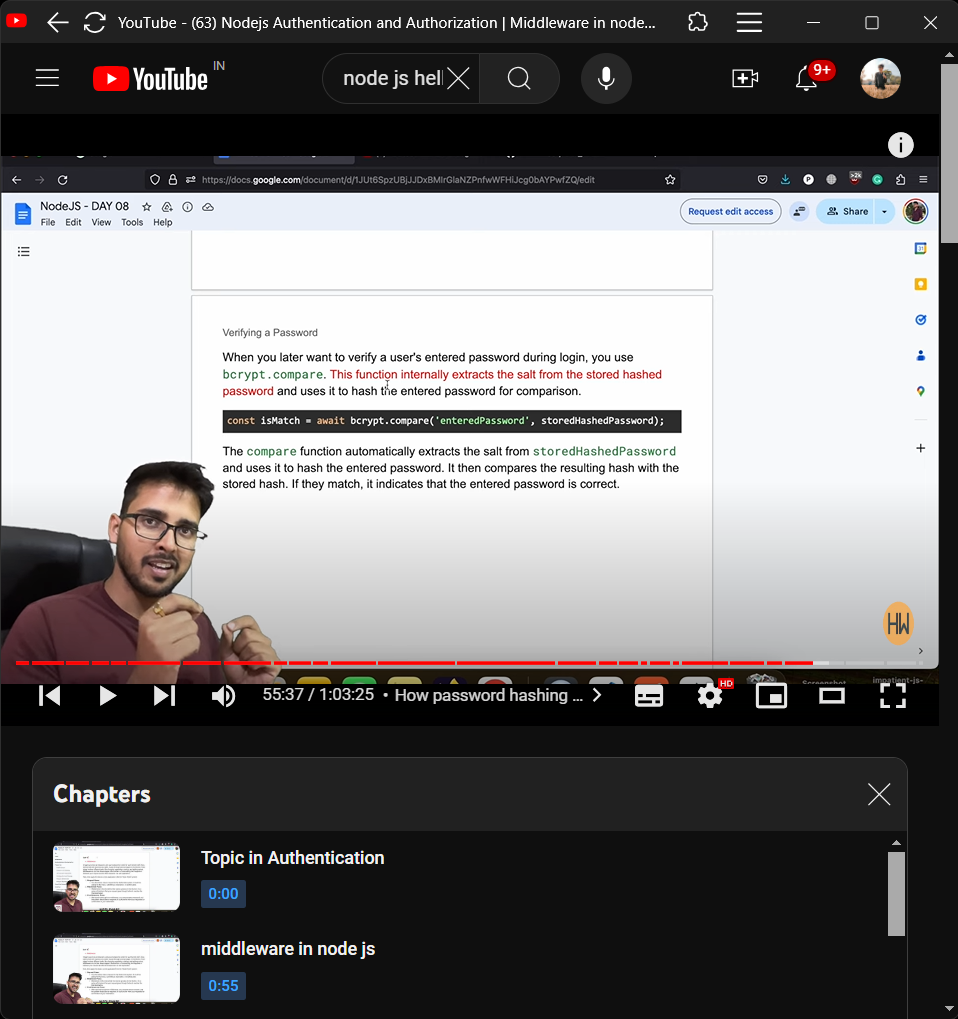 YouTube - (63) Nodejs Authentication and Authorization | Middleware in node...
YouTube IN
node js hel
9+
https://docs.google.com/document/d/1JUt6SpzUBjJJDxBMIrGlaNZPnfwWFHiJcg0bAYPwfZQ/edit
NodeJS - DAY 08
File Edit View Tools Help
Request edit access
Share
Verifying a Password
When you later want to verify a user's entered password during login, you use
bcrypt.compare. This function internally extracts the salt from the stored hashed
password and uses it to hash the entered password for comparison.
const isMatch = await bcrypt.compare('enteredPassword', storedHashedPassword);
The compare function automatically extracts the salt from storedHashedPassword
and uses it to hash the entered password. It then compares the resulting hash with the
stored hash. If they match, it indicates that the entered password is correct.
HW
Screenshot
impatient-js-
55:37 / 1:03:25 • How password hashing ...
HD
Chapters
Topic in Authentication
0:00
middleware in node js
0:55